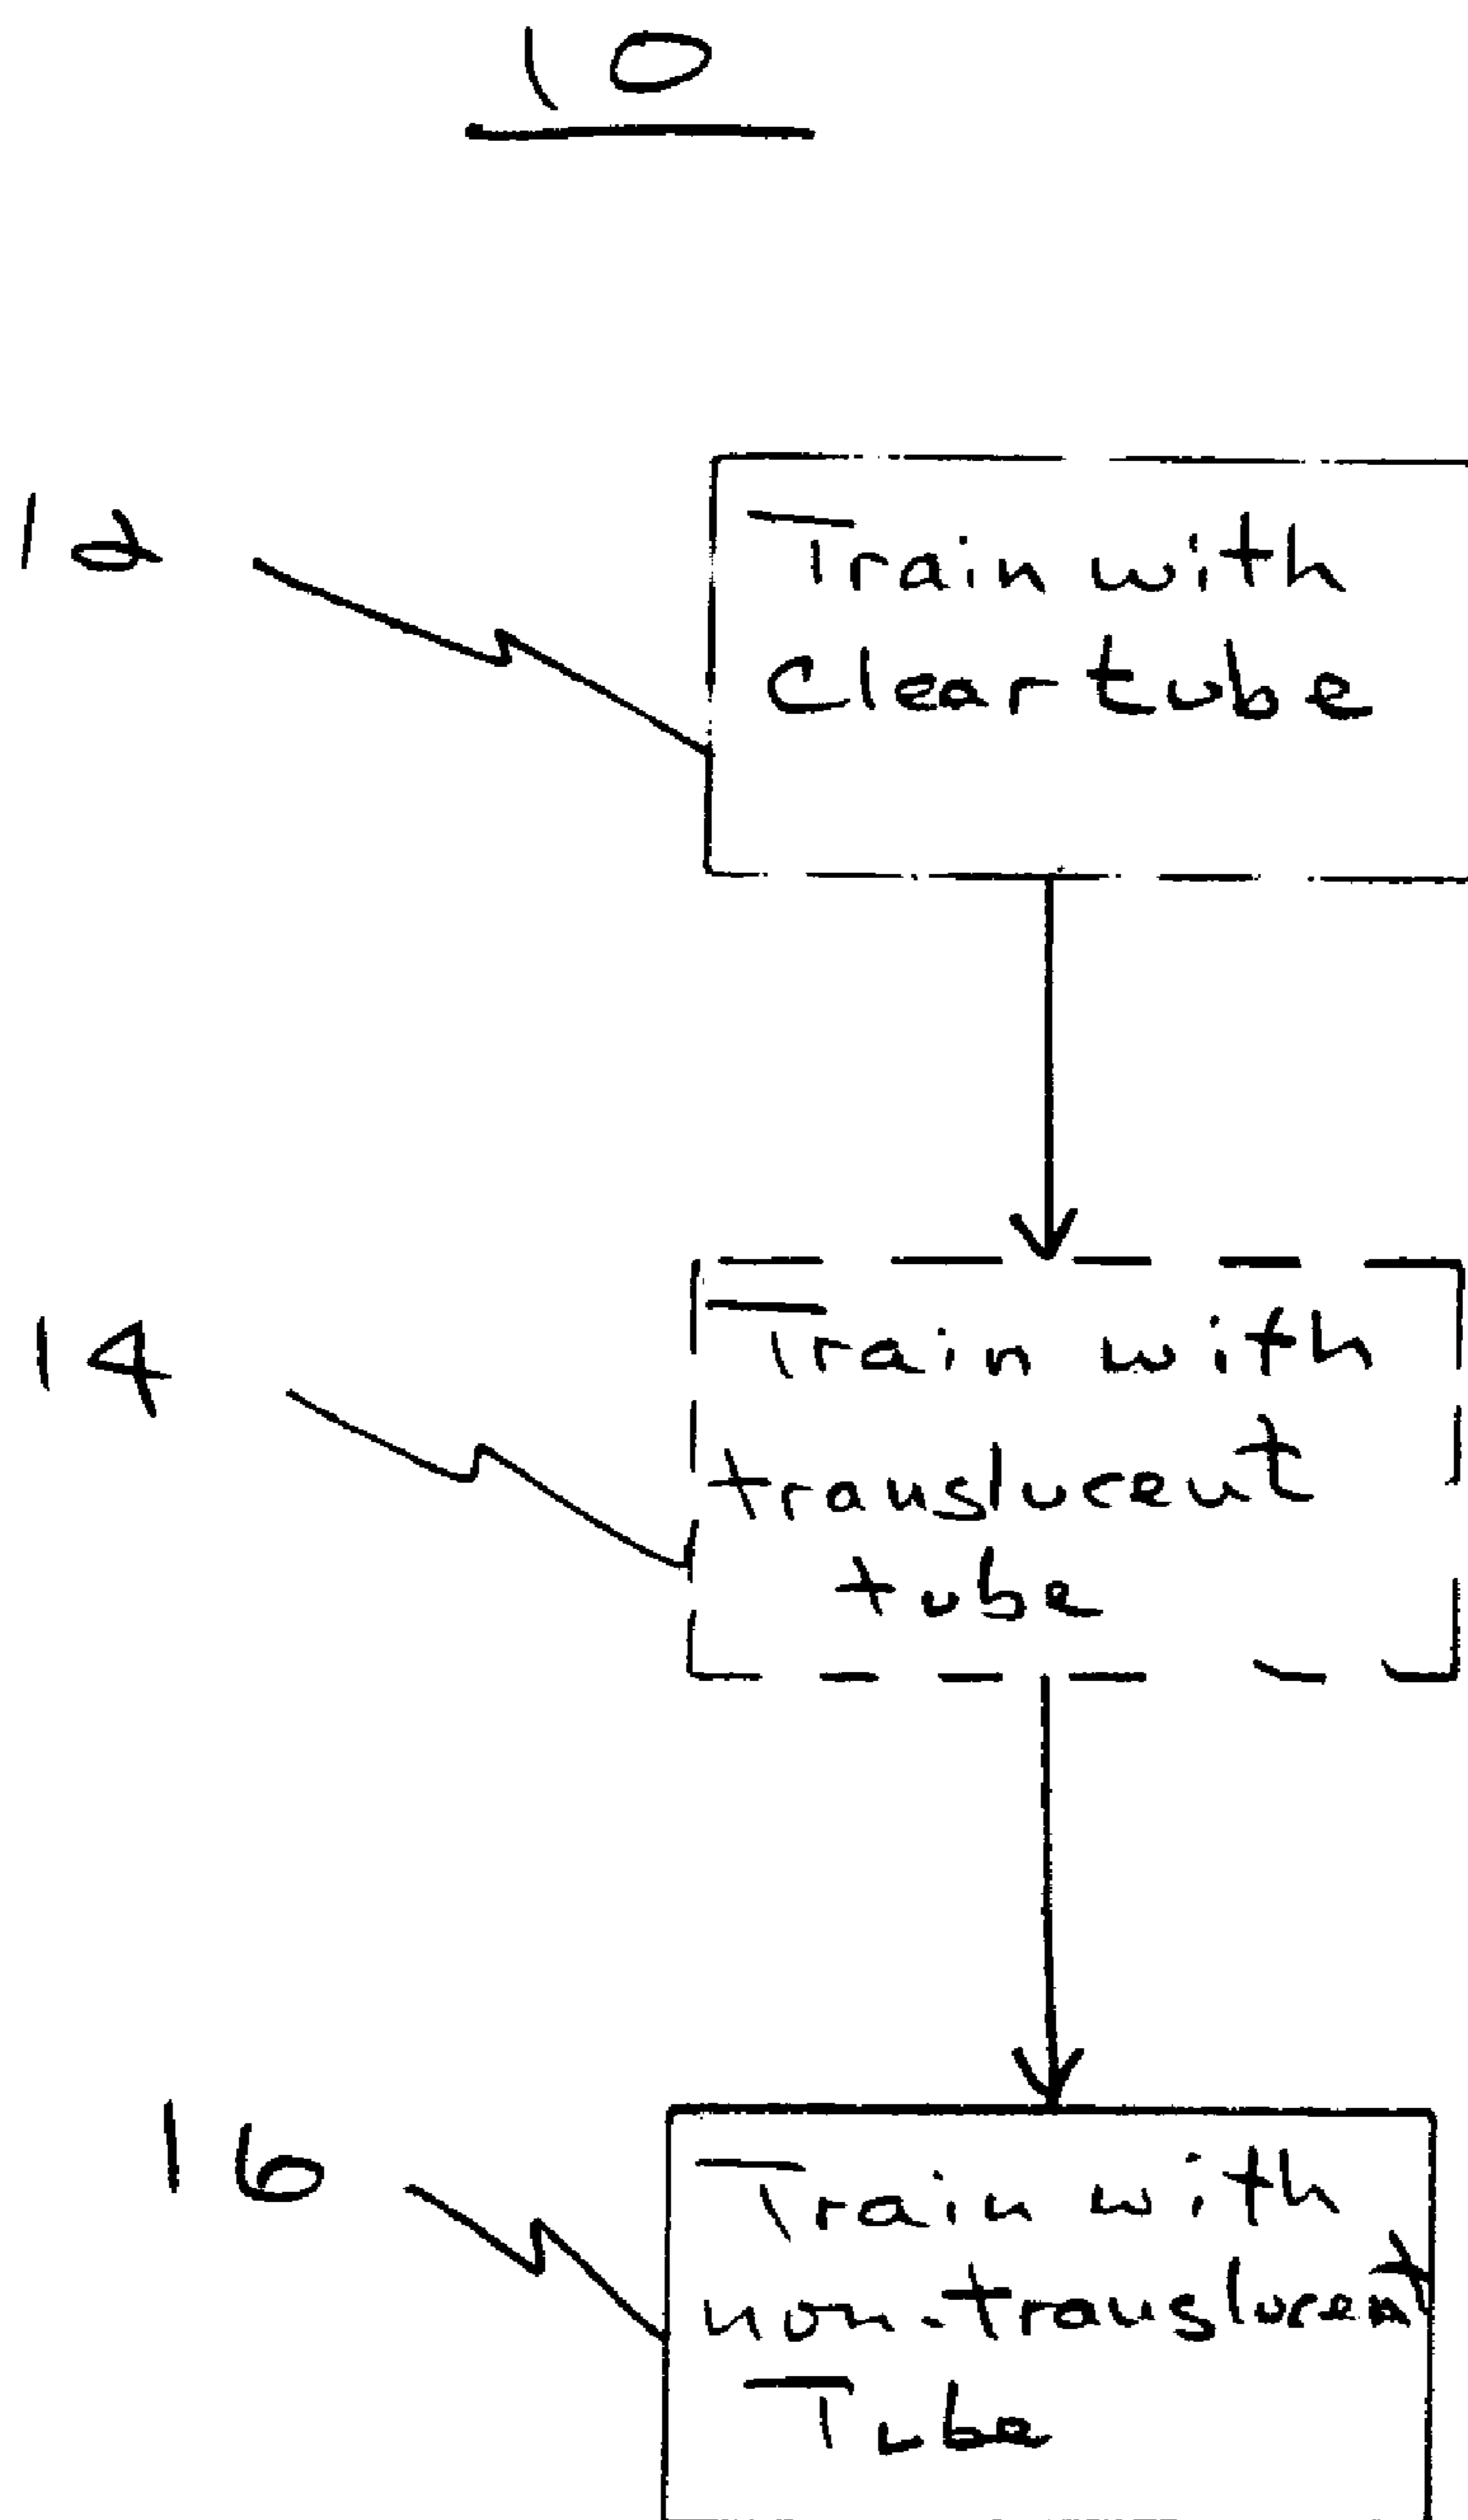 10
12
Train with
Clear tube
14
Train with
translucent
tube
16
Train with
non-translucent
Tube